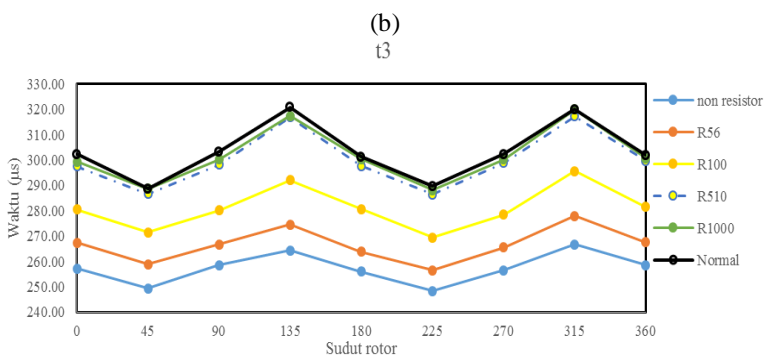 (b)
t3
330.00
320.00
310.00
300.00
290.00
280.00
270.00
260.00
250.00
240.00
Waktu (µs)
0 45 90 135 180 225 270 315 360
Sudut rotor
non resistor
R56
R100
R510
R1000
Normal